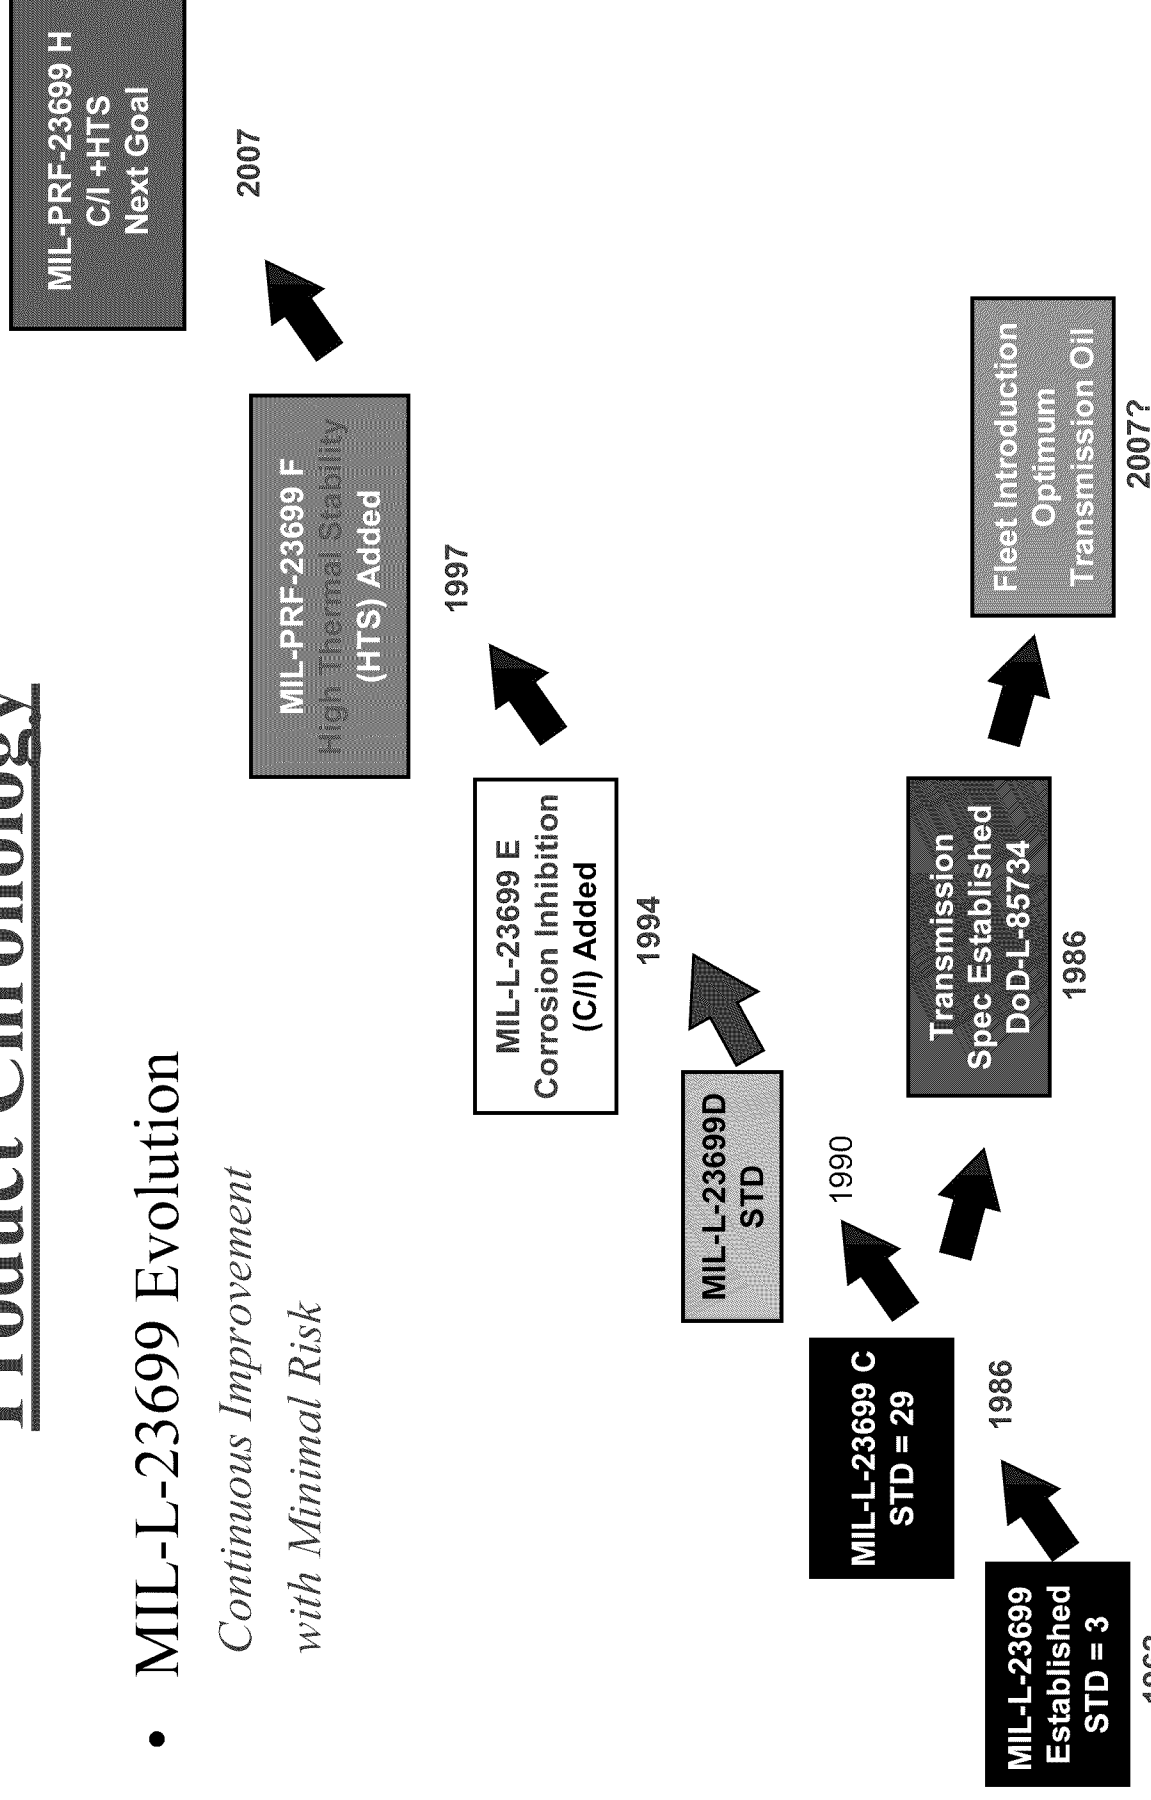 Product Chronology
• MIL-L-23699 Evolution
Continuous Improvement
with Minimal Risk
MIL-PRF-23699 H
C/I +HTS
Next Goal
2007
MIL-PRF-23699 F
High Thermal Stability
(HTS) Added
1997
MIL-L-23699 E
Corrosion Inhibition
(C/I) Added
1994
MIL-L-23699D
STD
1990
MIL-L-23699 C
STD = 29
1986
MIL-L-23699
Established
STD = 3
Transmission
Spec Established
DoD-L-85734
1986
Fleet Introduction
Optimum
Transmission Oil
2007?